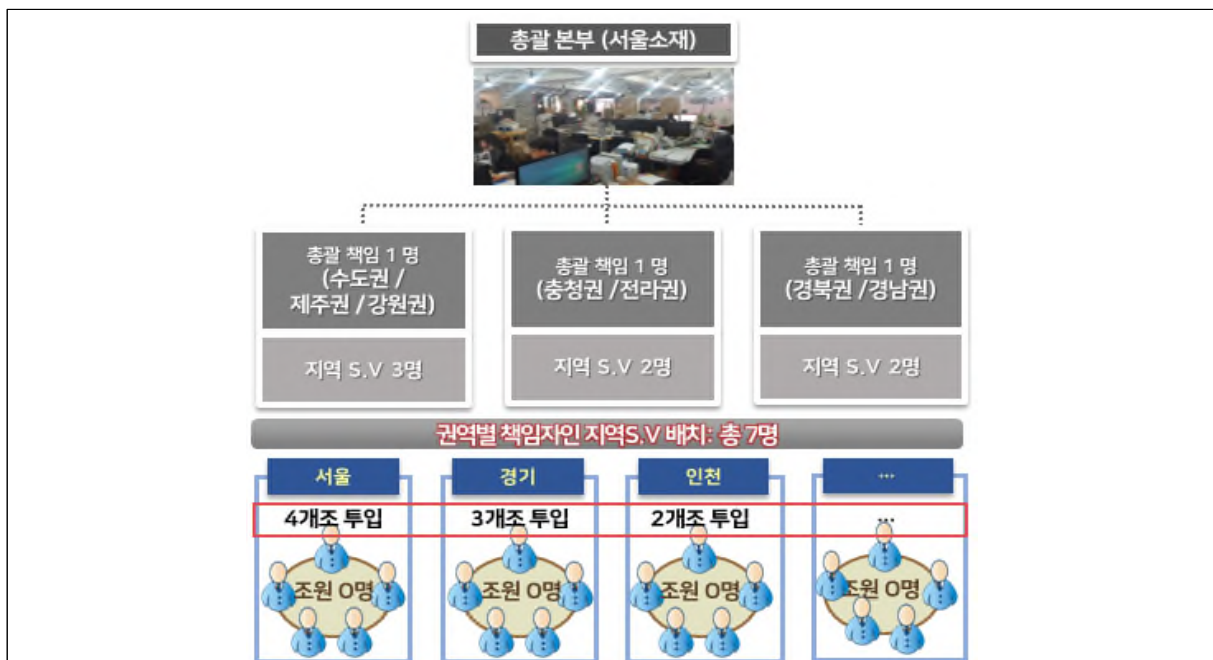 총괄 본부 (서울소재)
총괄 책임 1 명
(수도권 /
제주권 /강원권)
지역 S.V 3명
총괄 책임 1 명
(충청권 /전라권)
지역 S.V 2명
총괄 책임 1 명
(경북권 /경남권)
지역 S.V 2명
권역별 책임자인 지역S.V 배치: 총 7명
서울
4개조 투입
조원 0명
경기
3개조 투입
조원 0명
인천
2개조 투입
조원 0명
...
...
조원 0명